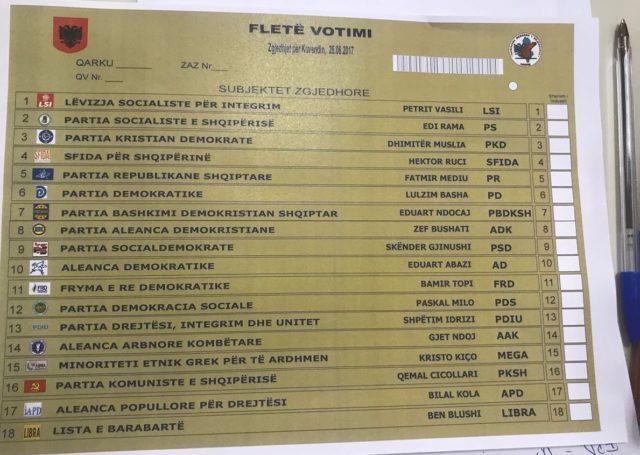 FLETË VOTIMI
Zgjedhjet për Kuvendin, 25.06.2017
QARKU ______ ZAZ Nr___
QV Nr. ___
SUBJEKTET ZGJEDHORE
1 LSI LËVIZJA SOCIALISTE PËR INTEGRIM PETRIT VASILI LSI 1
2 PARTIA SOCIALISTE E SHQIPËRISË EDI RAMA PS 2
3 PARTIA KRISTIAN DEMOKRATE DHIMITËR MUSLIA PKD 3
4 SFIDA SFIDA PËR SHQIPËRINË HEKTOR RUCI SFIDA 4
5 PARTIA REPUBLIKANE SHQIPTARE FATMIR MEDIU PR 5
6 PARTIA DEMOKRATIKE LULZIM BASHA PD 6
7 PARTIA BASHKIMI DEMOKRISTIAN SHQIPTAR EDUART NDOCAJ PBDKSH 7
8 PARTIA ALEANCA DEMOKRISTIANE ZEF BUSHATI ADK 8
9 PARTIA SOCIALDEMOKRATE SKËNDER GJINUSHI PSD 9
10 ALEANCA DEMOKRATIKE EDUART ABAZI AD 10
11 FRYMA E RE DEMOKRATIKE BAMIR TOPI FRD 11
12 PARTIA DEMOKRACIA SOCIALE PASKAL MILO PDS 12
13 PDIU PARTIA DREJTËSI, INTEGRIM DHE UNITET SHPËTIM IDRIZI PDIU 13
14 ALEANCA ARBNORE KOMBËTARE GJET NDOJ AAK 14
15 MINORITETI ETNIK GREK PËR TË ARDHMEN KRISTO KIÇO MEGA 15
16 PARTIA KOMUNISTE E SHQIPËRISË QEMAL CICOLLARI PKSH 16
17 APD ALEANCA POPULLORE PËR DREJTËSI BILAL KOLA APD 17
18 LIBRA LISTA E BARABARTË BEN BLUSHI LIBRA 18